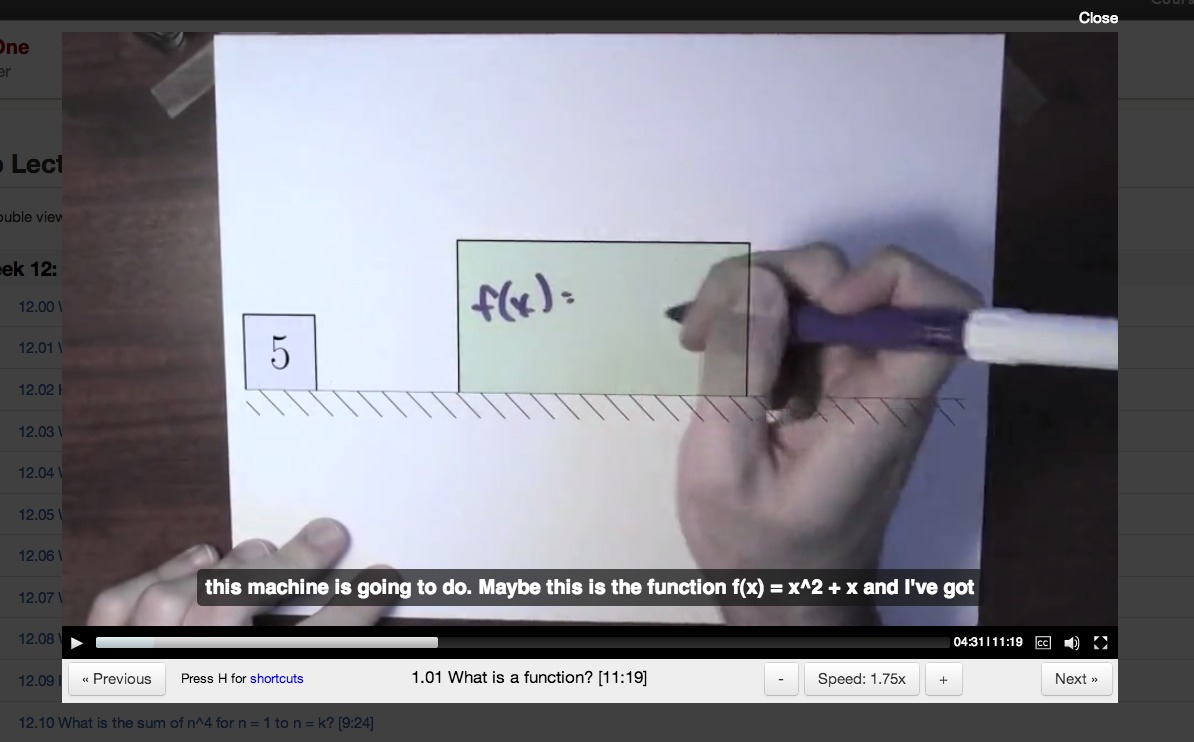 Close
One
er
Lect
ouble view
eek 12:
12.00
12.01
12.02
12.03
12.04
12.05
12.06
12.07
12.08
12.09
12.10 What is the sum of n^4 for n = 1 to n = k? [9:24]
f(x)=
5
this machine is going to do. Maybe this is the function f(x) = x^2 + x and I've got
04:31 | 11:19
CC
« Previous
Press H for shortcuts
1.01 What is a function? [11:19]
-
Speed: 1.75x
+
Next »